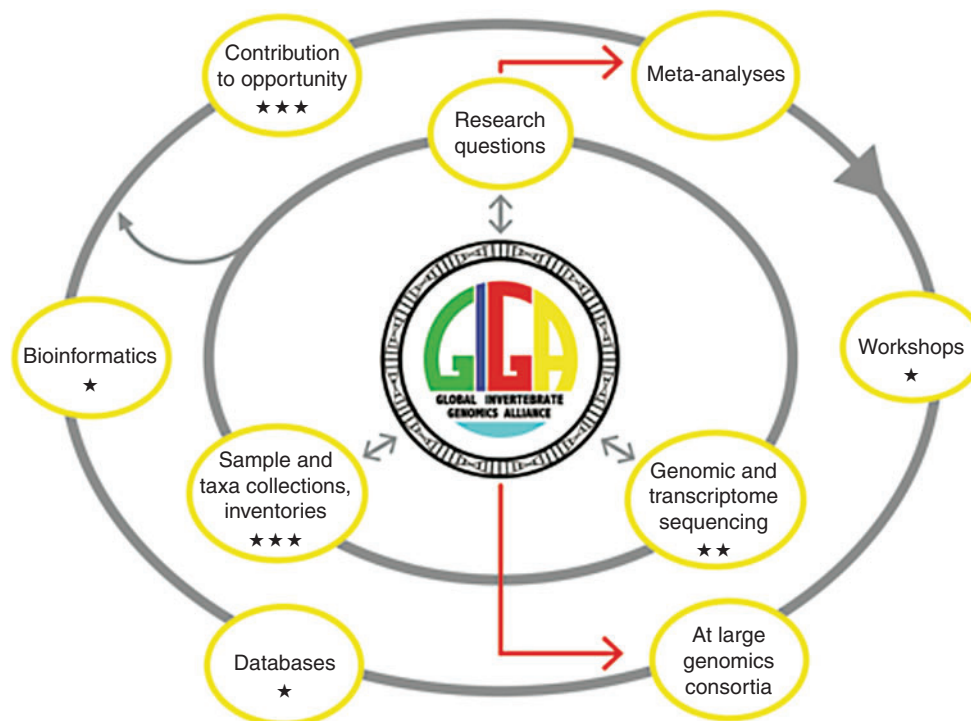 Contribution
to opportunity
★ ★ ★
Meta-analyses
Research
questions
Bioinformatics
★
GIGA
GLOBAL INVERTEBRATE
GENOMICS ALLIANCE
Workshops
★
Sample and
taxa collections,
inventories
★ ★ ★
Genomic and
transcriptome
sequencing
★ ★
Databases
★
At large
genomics
consortia